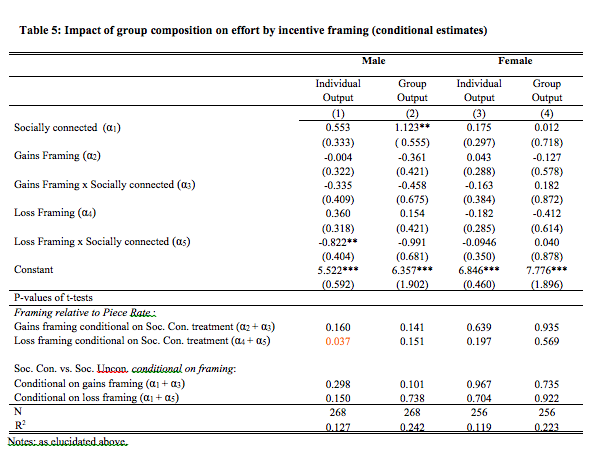 Table 5: Impact of group composition on effort by incentive framing (conditional estimates)
Male Female
Individual Output Group Output Individual Output Group Output
(1) (2) (3) (4)
Socially connected (α1) 0.553 1.123** 0.175 0.012
(0.333) ( 0.555) (0.297) (0.718)
Gains Framing (α2) -0.004 -0.361 0.043 -0.127
(0.322) (0.421) (0.288) (0.578)
Gains Framing x Socially connected (α3) -0.335 -0.458 -0.163 0.182
(0.409) (0.675) (0.384) (0.872)
Loss Framing (α4) 0.360 0.154 -0.182 -0.412
(0.318) (0.421) (0.285) (0.614)
Loss Framing x Socially connected (α5) -0.822** -0.991 -0.0946 0.040
(0.404) (0.681) (0.350) (0.878)
Constant 5.522*** 6.357*** 6.846*** 7.776***
(0.592) (1.902) (0.460) (1.896)
P-values of t-tests
Framing relative to Piece Rate.:
Gains framing conditional on Soc. Con. treatment (α2 + α3) 0.160 0.141 0.639 0.935
Loss framing conditional on Soc. Con. treatment (α4 + α5) 0.037 0.151 0.197 0.569
Soc. Con. vs. Soc. Uncon. conditional on framing:
Conditional on gains framing (α1 + α3) 0.298 0.101 0.967 0.735
Conditional on loss framing (α1 + α5) 0.150 0.738 0.704 0.922
N 268 268 256 256
R² 0.127 0.242 0.119 0.223
Notes: as elucidated above.